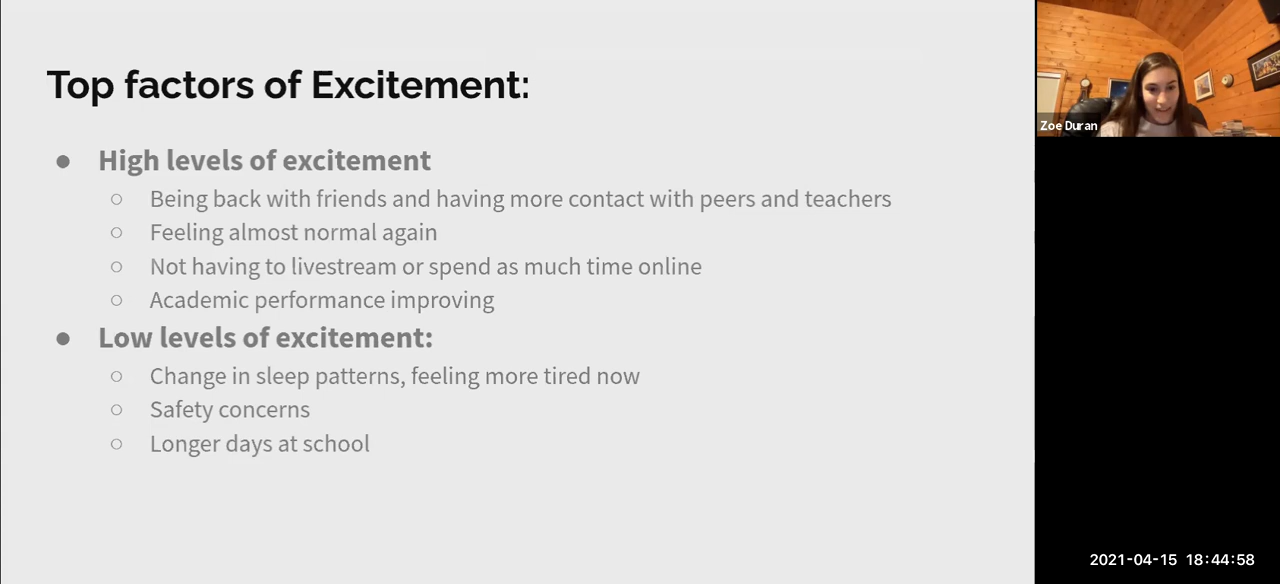 Top factors of Excitement:
● High levels of excitement
○ Being back with friends and having more contact with peers and teachers
○ Feeling almost normal again
○ Not having to livestream or spend as much time online
○ Academic performance improving
● Low levels of excitement:
○ Change in sleep patterns, feeling more tired now
○ Safety concerns
○ Longer days at school
Zoe Duran
2021-04-15 18:44:58